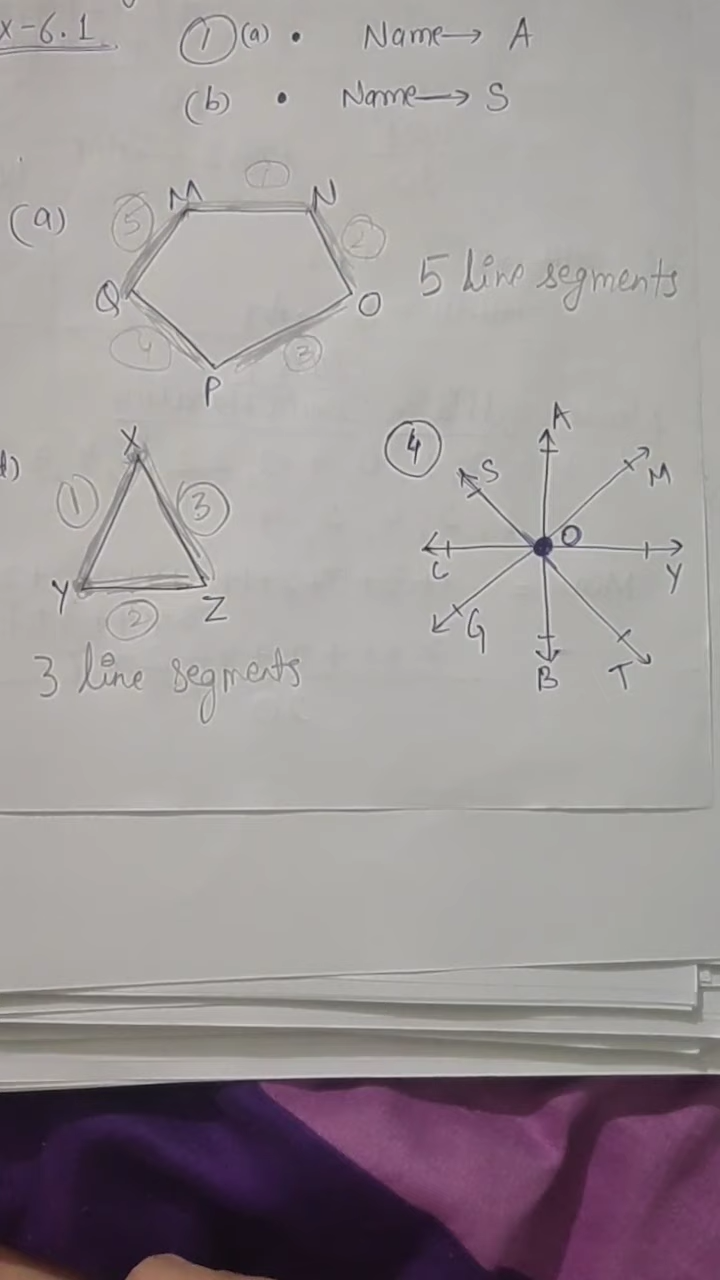 x-6.1 ① (a) • Name→ A
(b) • Name→ S
(a)
M ① N
⑤ ②
Q O
④ ③
P
5 line segments
X
① ③
Y Z
②
3 line segments
④
A
S M
O
C Y
G
B T